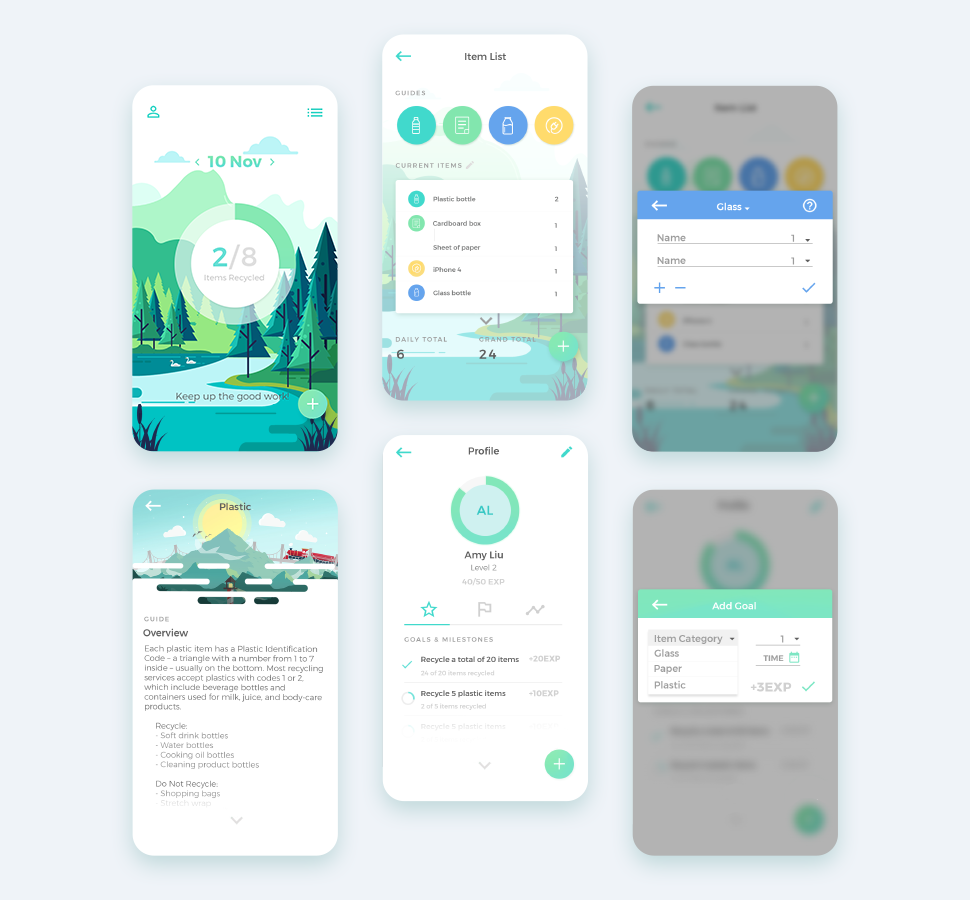 10 Nov
2/8
Items Recycled
Keep up the good work!
Item List
GUIDES
CURRENT ITEMS
Plastic bottle 2
Cardboard box 1
Sheet of paper 1
iPhone 4 1
Glass bottle 1
DAILY TOTAL GRAND TOTAL
6 24
Item List
Glass
Name 1
Name 1
24
Plastic
GUIDE
Overview
Each plastic item has a Plastic Identification
Code – a triangle with a number from 1 to 7
inside – usually on the bottom. Most recycling
services accept plastics with codes 1 or 2,
which include beverage bottles and
containers used for milk, juice, and body-care
products.
Recycle:
- Soft drink bottles
- Water bottles
- Cooking oil bottles
- Cleaning product bottles
Do Not Recycle:
- Shopping bags
- Stretch wrap
Profile
AL
Amy Liu
Level 2
40/50 EXP
GOALS & MILESTONES
Recycle a total of 20 items +20EXP
24 of 20 items recycled
Recycle 5 plastic items +10EXP
2 of 5 items recycled
Recycle 5 plastic items
AL
Add Goal
Item Category 1
Glass
TIME
Paper
Plastic +3EXP